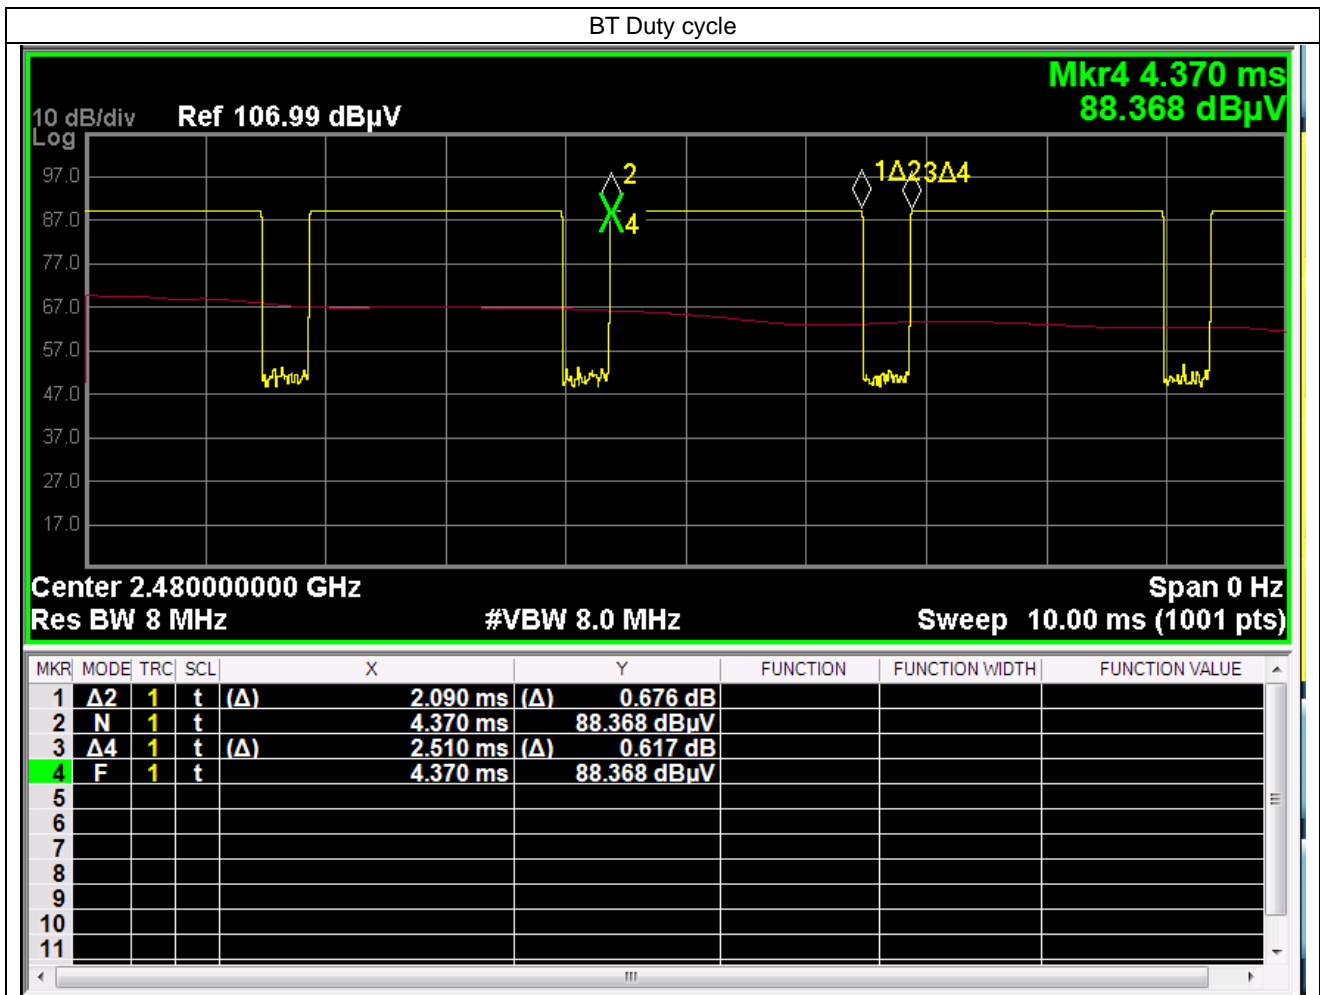 BT Duty cycle
Mkr4 4.370 ms
88.368 dBµV
10 dB/div Ref 106.99 dBµV
Log
97.0
87.0
77.0
67.0
57.0
47.0
37.0
27.0
17.0
2
4
1Δ2 3Δ4
Center 2.480000000 GHz Span 0 Hz
Res BW 8 MHz #VBW 8.0 MHz Sweep 10.00 ms (1001 pts)
MKR MODE TRC SCL X Y FUNCTION FUNCTION WIDTH FUNCTION VALUE
1 Δ2 1 t (Δ) 2.090 ms (Δ) 0.676 dB
2 N 1 t 4.370 ms 88.368 dBµV
3 Δ4 1 t (Δ) 2.510 ms (Δ) 0.617 dB
4 F 1 t 4.370 ms 88.368 dBµV
5
6
7
8
9
10
11